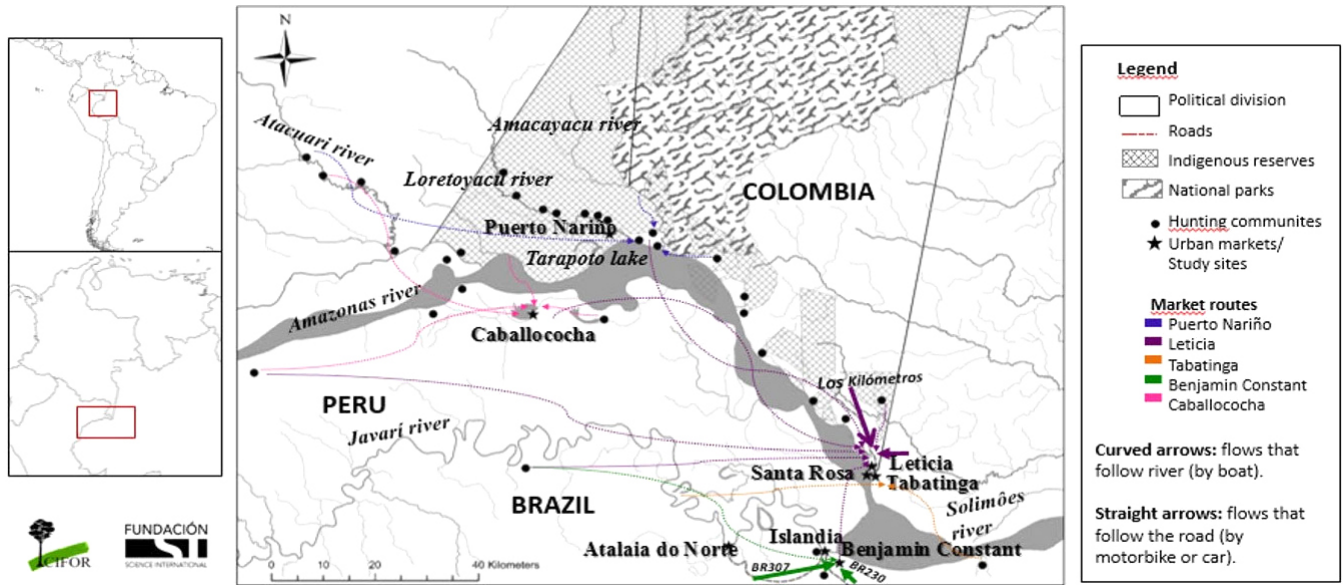 N
Atacuari river
Amacayacu river
Loretoyacu river
COLOMBIA
Puerto Nariño
Tarapoto lake
Amazonas river
Caballococha
Los Kilómetros
PERU
Javari river
Santa Rosa
Leticia
Tabatinga
BRAZIL
Solimôes
river
Islandia
Atalaia do Norte
Benjamin Constant
BR307
BR230
0 10 20 40 Kilometers
CIFOR
FUNDACIÓN
SI
SCIENCE INTERNATIONAL
Legend
Political division
Roads
Indigenous reserves
National parks
Hunting communites
Urban markets/
Study sites
Market routes
Puerto Nariño
Leticia
Tabatinga
Benjamin Constant
Caballococha
Curved arrows: flows that
follow river (by boat).
Straight arrows: flows that
follow the road (by
motorbike or car).